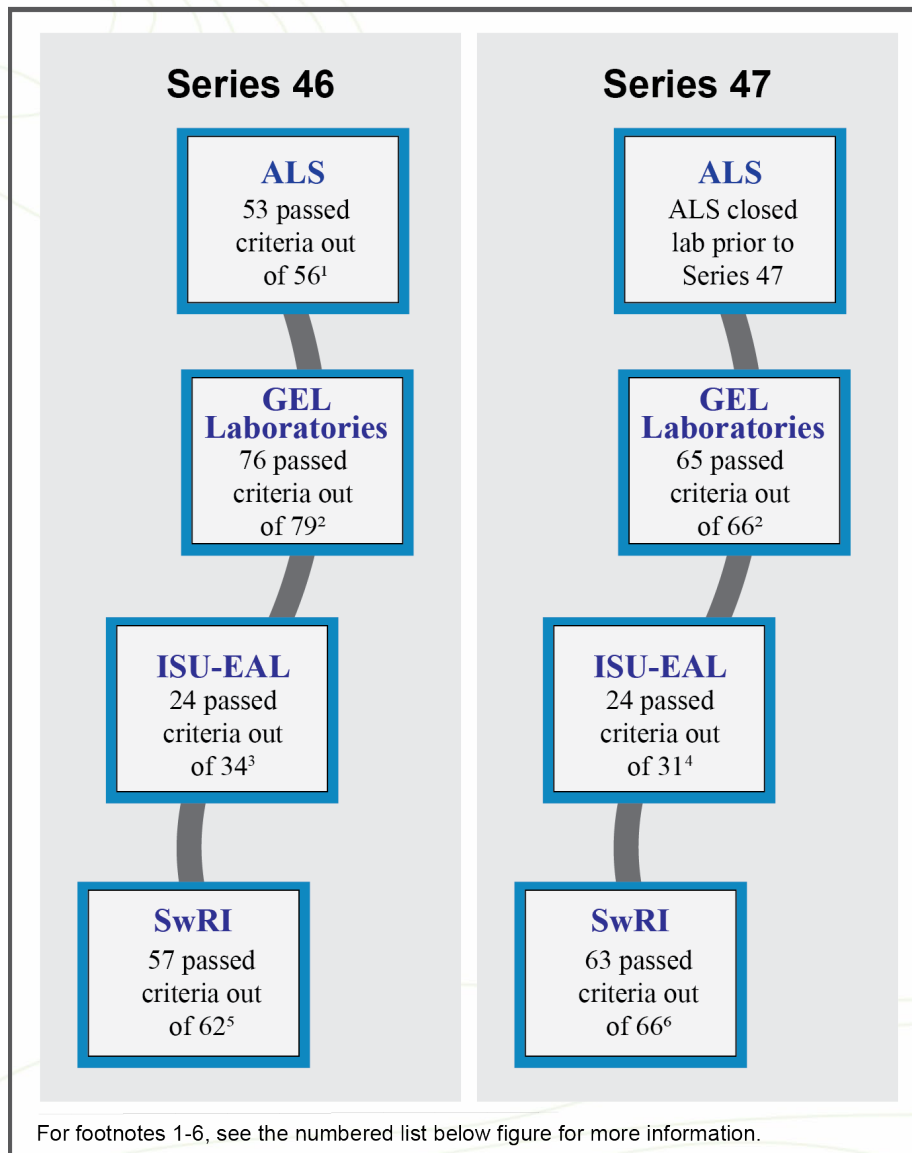 Series 46
ALS
53 passed
criteria out
of 56¹
GEL
Laboratories
76 passed
criteria out
of 79²
ISU-EAL
24 passed
criteria out
of 34³
SwRI
57 passed
criteria out
of 62⁵
Series 47
ALS
ALS closed
lab prior to
Series 47
GEL
Laboratories
65 passed
criteria out
of 66²
ISU-EAL
24 passed
criteria out
of 31⁴
SwRI
63 passed
criteria out
of 66⁶
For footnotes 1-6, see the numbered list below figure for more information.